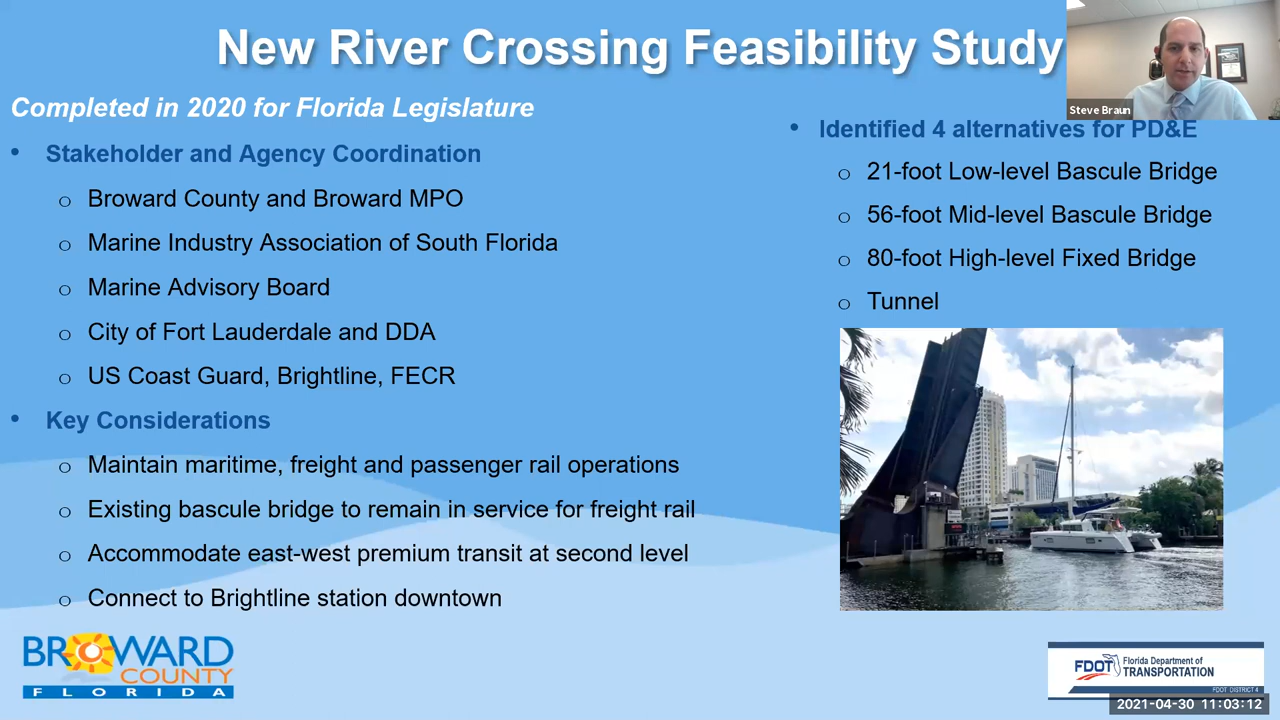 New River Crossing Feasibility Study
Completed in 2020 for Florida Legislature
• Stakeholder and Agency Coordination
o Broward County and Broward MPO
o Marine Industry Association of South Florida
o Marine Advisory Board
o City of Fort Lauderdale and DDA
o US Coast Guard, Brightline, FECR
• Key Considerations
o Maintain maritime, freight and passenger rail operations
o Existing bascule bridge to remain in service for freight rail
o Accommodate east-west premium transit at second level
o Connect to Brightline station downtown
Steve Braun
• Identified 4 alternatives for PD&E
o 21-foot Low-level Bascule Bridge
o 56-foot Mid-level Bascule Bridge
o 80-foot High-level Fixed Bridge
o Tunnel
BROWARD
COUNTY
FLORIDA
FDOT
Florida Department of
TRANSPORTATION
FDOT DISTRICT 4
2021-04-30 11:03:12